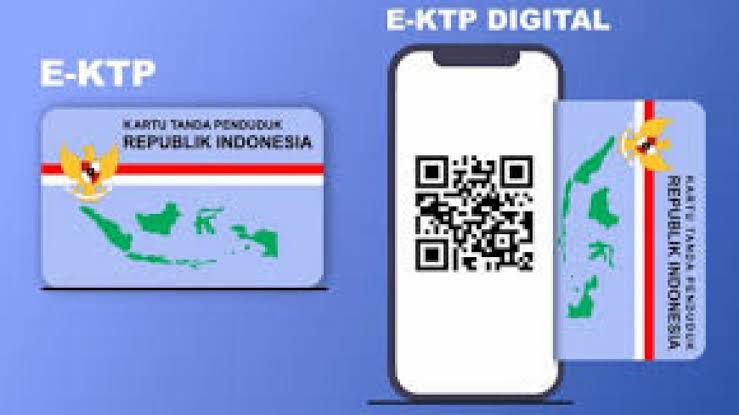 E-KTP
KARTU TANDA PENDUDUK
REPUBLIK INDONESIA
E-KTP DIGITAL
KARTU TANDA PENDUDUK
REPUBLIK INDONESIA